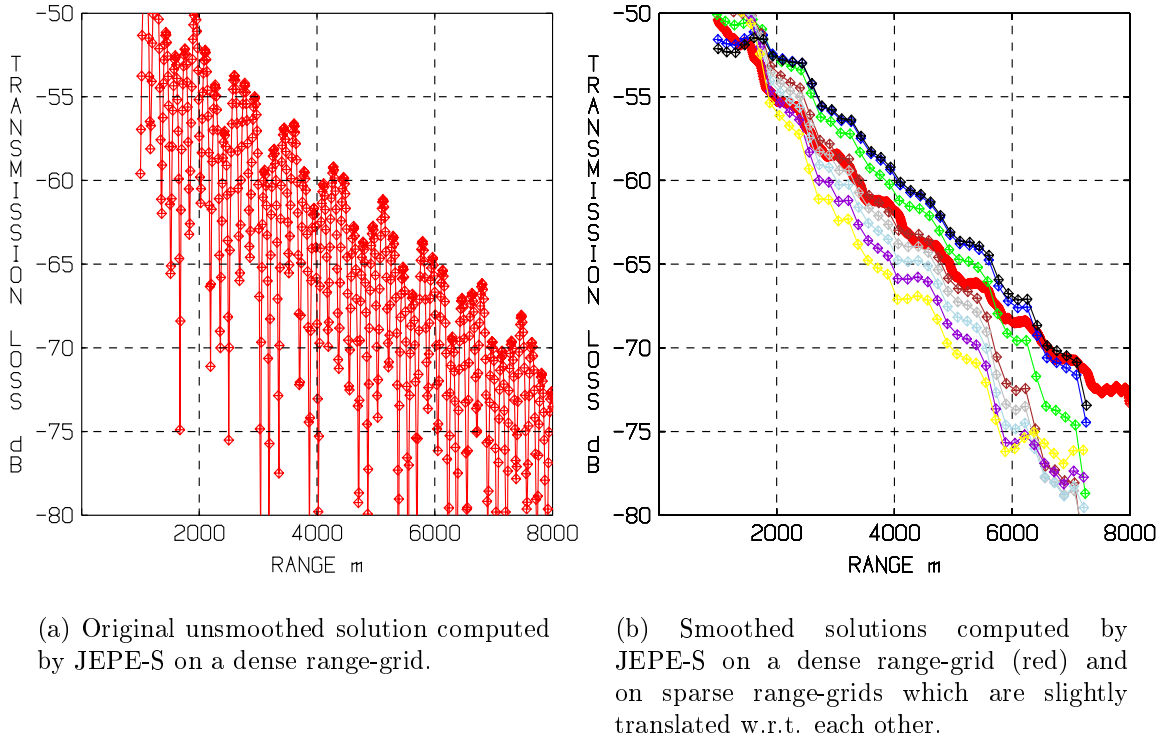 −50
−55
−60
−65
−70
−75
−80
TRANSMISSION LOSS dB
2000 4000 6000 8000
RANGE m
−50
−55
−60
−65
−70
−75
−80
TRANSMISSION LOSS dB
2000 4000 6000 8000
RANGE m
(a) Original unsmoothed solution computed
by JEPE-S on a dense range-grid.
(b) Smoothed solutions computed by
JEPE-S on a dense range-grid (red) and
on sparse range-grids which are slightly
translated w.r.t. each other.